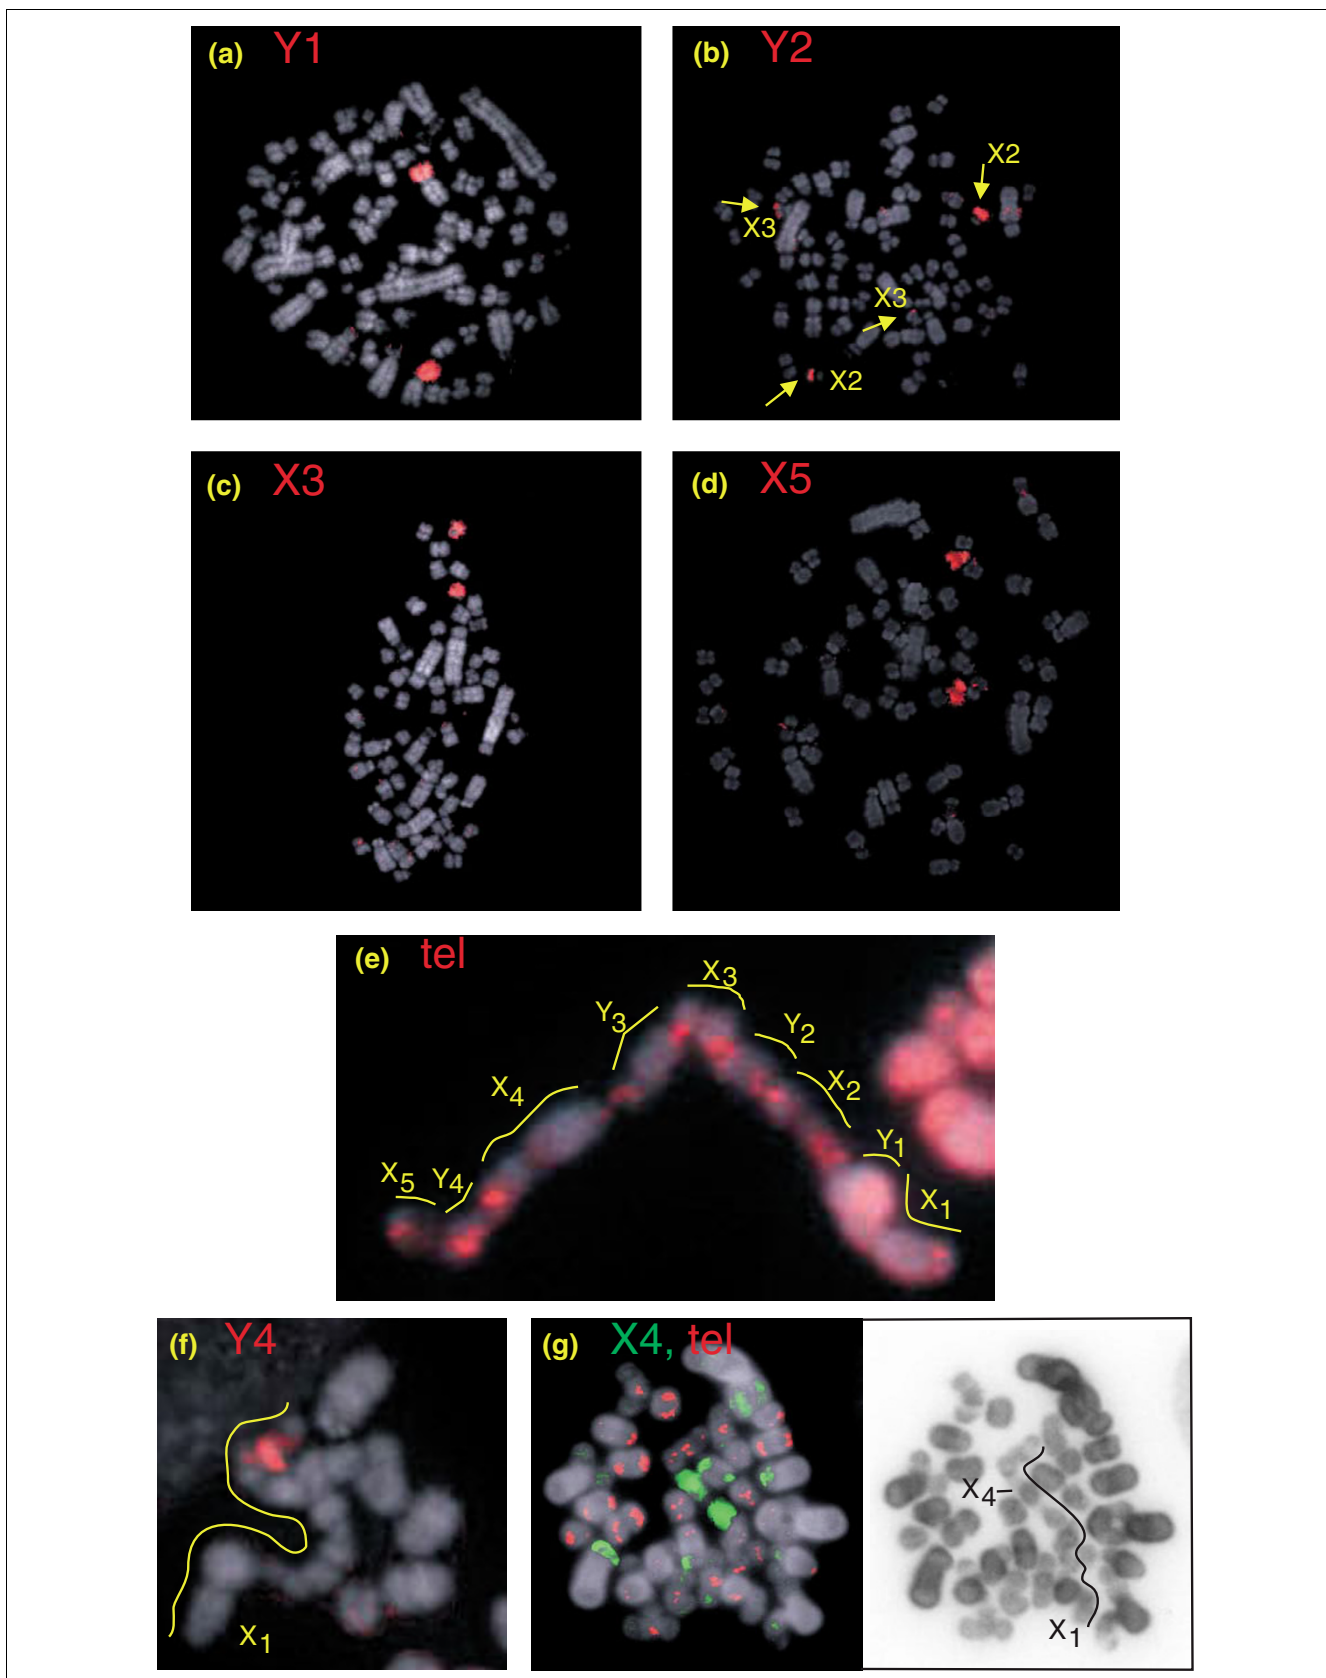 (a) Y1
(b) Y2
X2
X3
X3
X2
(c) X3
(d) X5
(e) tel
X3
Y3
Y2
X4
X2
Y1
X5
Y4
X1
(f) Y4
X1
(g) X4, tel
X4
X1